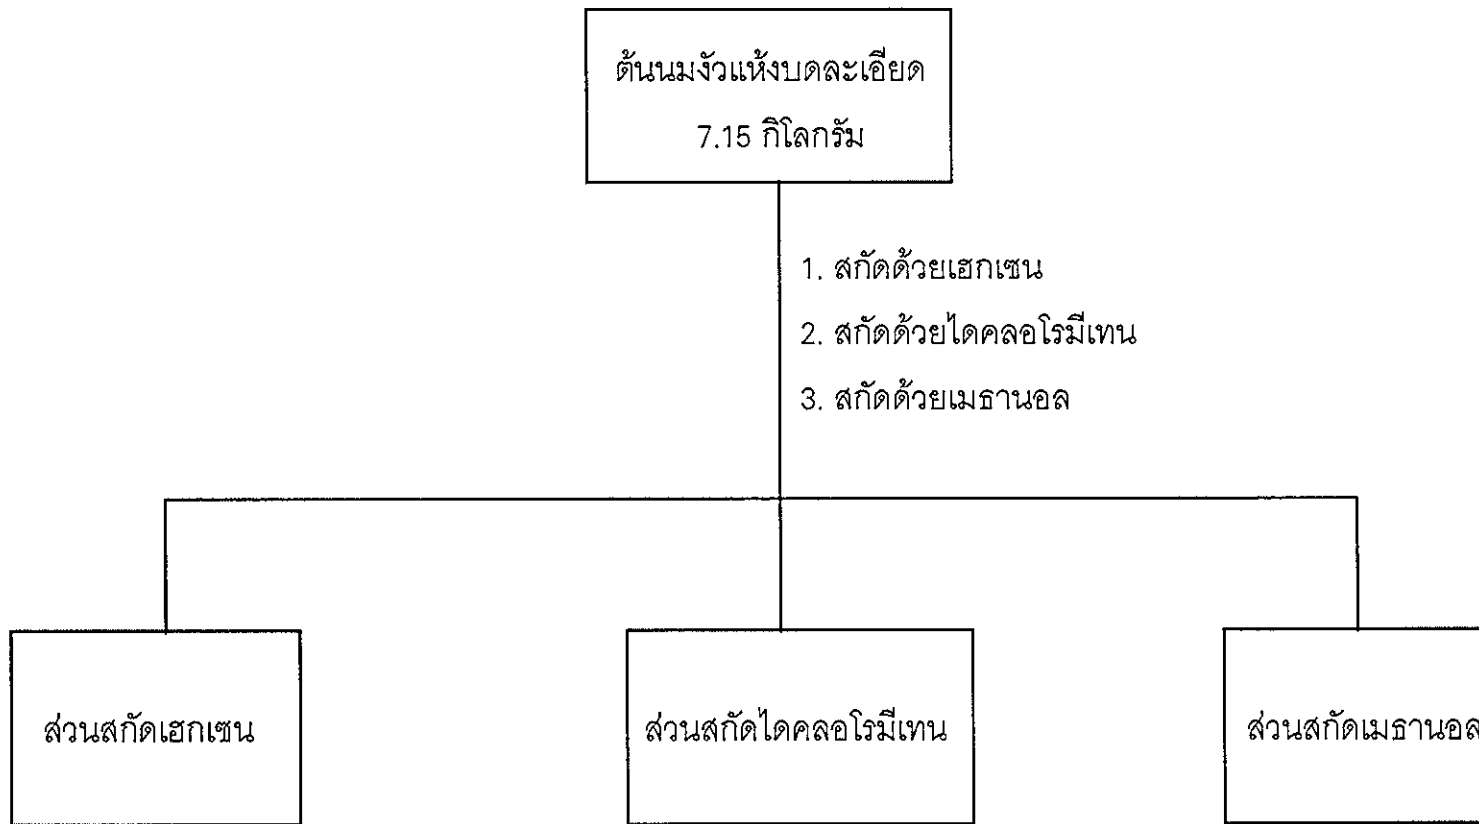 ต้นนมงัวแห้งบดละเอียด
7.15 กิโลกรัม
1. สกัดด้วยเฮกเซน
2. สกัดด้วยไดคลอโรมีเทน
3. สกัดด้วยเมธานอล
ส่วนสกัดเฮกเซน
ส่วนสกัดไดคลอโรมีเทน
ส่วนสกัดเมธานอล